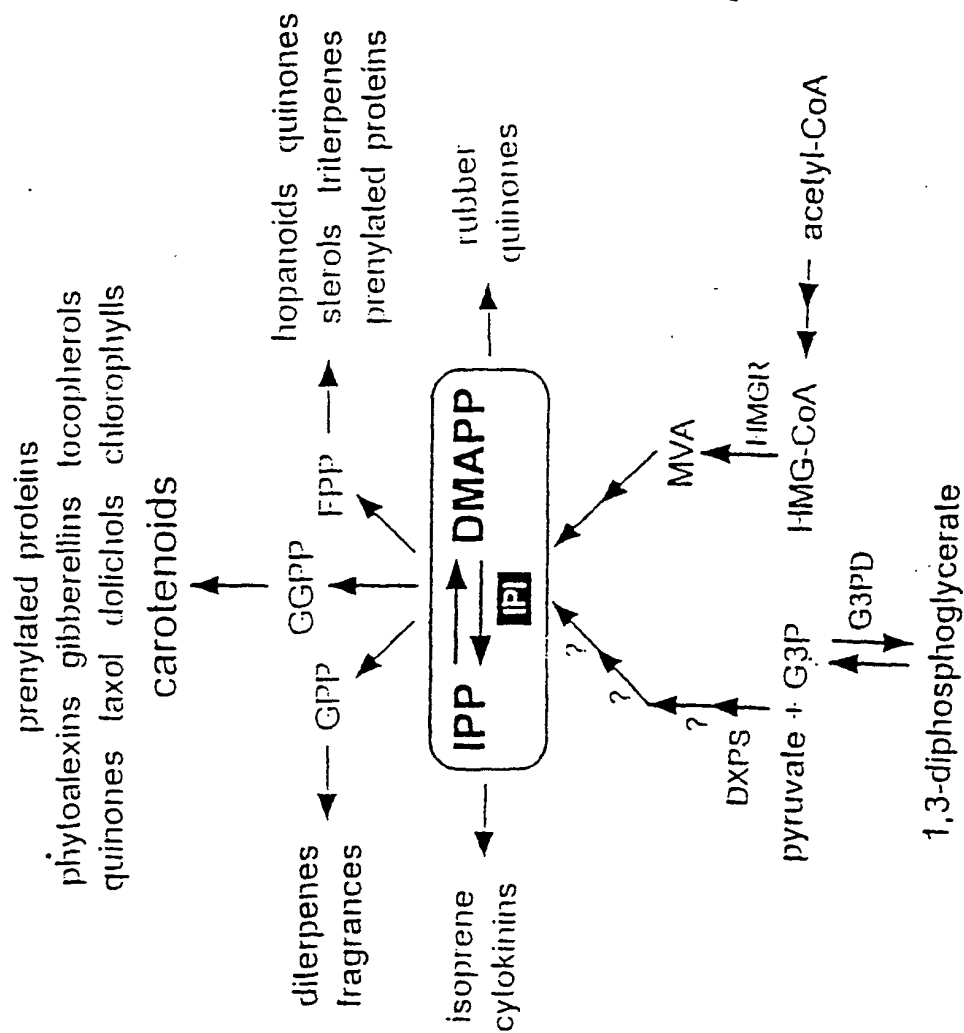 prenylated proteins
phytoalexins gibberellins tocopherols
quinones taxol dolichols chlorophylls
carotenoids
GGPP
GPP
FPP
diterpenes
fragrances
hopanoids quinones
sterols triterpenes
prenylated proteins
IPP
DMAPP
IPI
isoprene
cytokinins
rubber
quinones
?
?
?
DXPS
pyruvate + G3P
G3PD
1,3-diphosphoglycerate
MVA
HMGR
HMG-CoA
acetyl-CoA